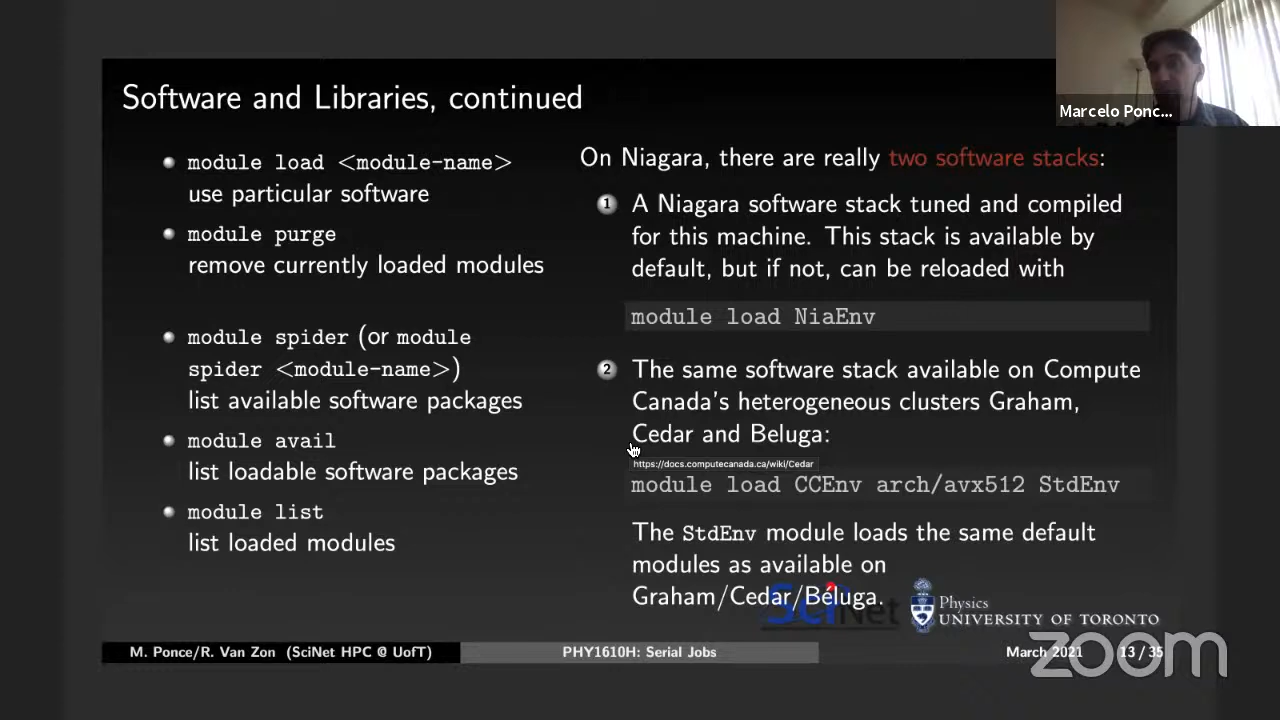 Software and Libraries, continued
module load <module-name>
use particular software
module purge
remove currently loaded modules
module spider (or module
spider <module-name>)
list available software packages
module avail
list loadable software packages
module list
list loaded modules
On Niagara, there are really two software stacks:
1 A Niagara software stack tuned and compiled
for this machine. This stack is available by
default, but if not, can be reloaded with
module load NiaEnv
2 The same software stack available on Compute
Canada's heterogeneous clusters Graham,
Cedar and Beluga:
https://docs.computecanada.ca/wiki/Cedar
module load CCEnv arch/avx512 StdEnv
The StdEnv module loads the same default
modules as available on
Graham/Cedar/Béluga.
SciNet
Physics
UNIVERSITY OF TORONTO
M. Ponce/R. Van Zon (SciNet HPC @ UofT)
PHY1610H: Serial Jobs
March 2021
13 / 35
Marcelo Ponc...
zoom